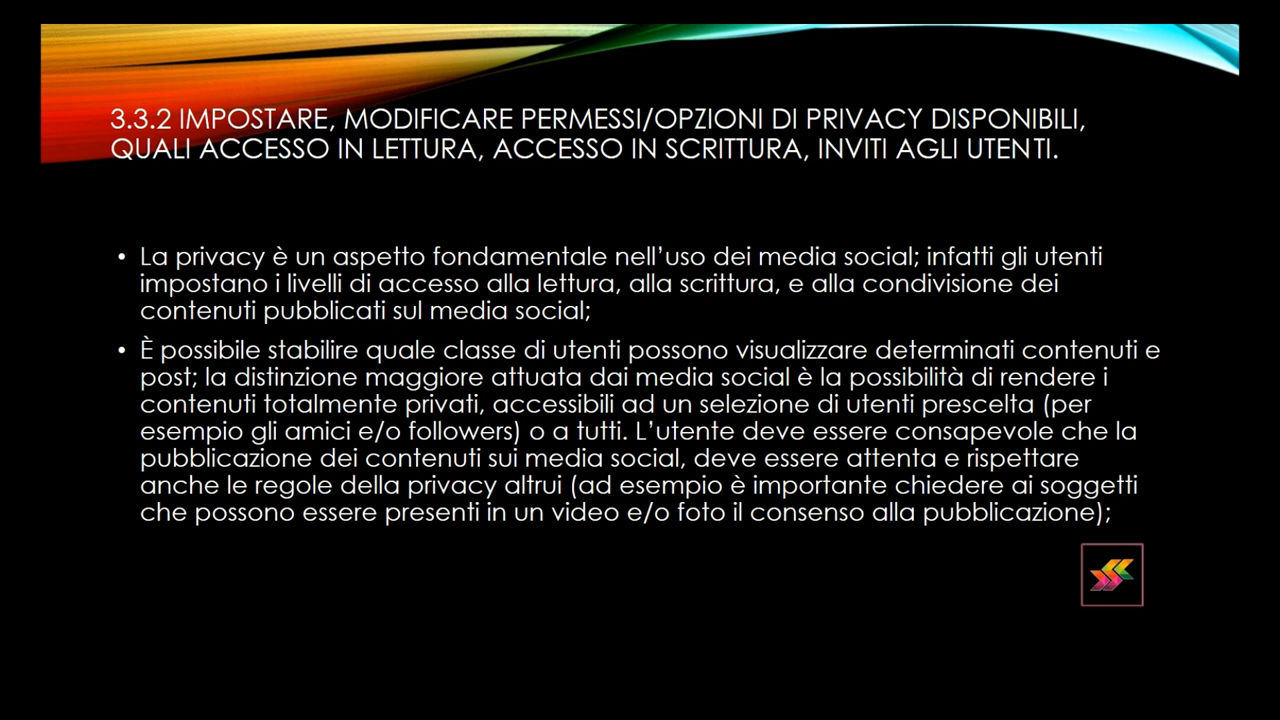 3.3.2 IMPOSTARE, MODIFICARE PERMESSI/OPZIONI DI PRIVACY DISPONIBILI,
QUALI ACCESSO IN LETTURA, ACCESSO IN SCRITTURA, INVITI AGLI UTENTI.
• La privacy è un aspetto fondamentale nell’uso dei media social; infatti gli utenti
impostano i livelli di accesso alla lettura, alla scrittura, e alla condivisione dei
contenuti pubblicati sul media social;
• È possibile stabilire quale classe di utenti possono visualizzare determinati contenuti e
post; la distinzione maggiore attuata dai media social è la possibilità di rendere i
contenuti totalmente privati, accessibili ad un selezione di utenti prescelta (per
esempio gli amici e/o followers) o a tutti. L’utente deve essere consapevole che la
pubblicazione dei contenuti sui media social, deve essere attenta e rispettare
anche le regole della privacy altrui (ad esempio è importante chiedere ai soggetti
che possono essere presenti in un video e/o foto il consenso alla pubblicazione);